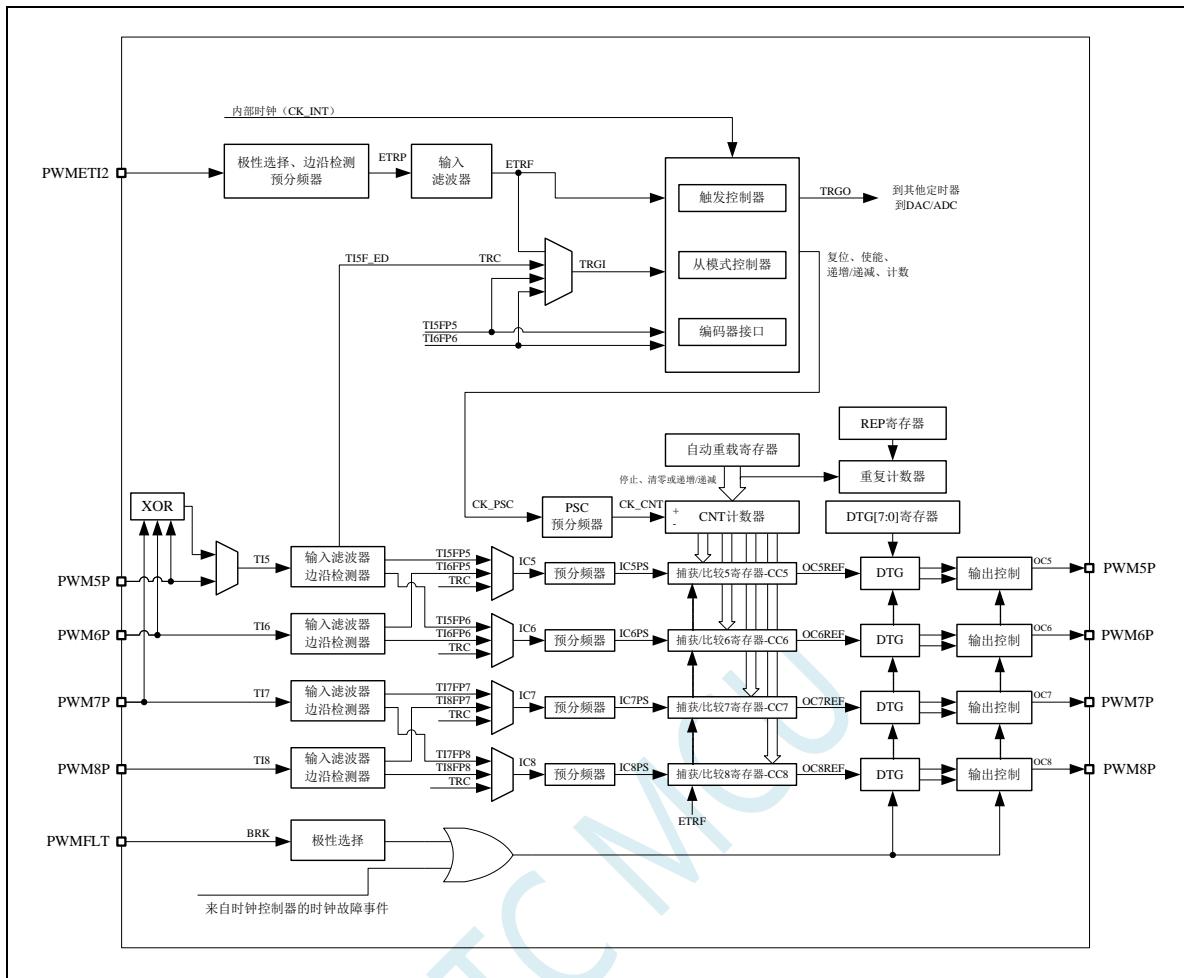 内部时钟（CK_INT）
PWMETI2
极性选择、边沿检测
预分频器
ETRP
输入
滤波器
ETRF
触发控制器
TRGO
到其他定时器
到DAC/ADC
TI5F_ED
TRC
TRGI
从模式控制器
复位、使能、
递增/递减、计数
TI5FP5
TI6FP6
编码器接口
REP寄存器
自动重载寄存器
重复计数器
停止、清零或递增/递减
CK_PSC
PSC
预分频器
CK_CNT
+
-
CNT计数器
DTG[7:0]寄存器
XOR
PWM5P
TI5
输入滤波器
边沿检测器
TI5FP5
TI6FP5
TRC
IC5
预分频器
IC5PS
捕获/比较5寄存器-CC5
OC5REF
DTG
输出控制
OC5
PWM5P
PWM6P
TI6
输入滤波器
边沿检测器
TI5FP6
TI6FP6
TRC
IC6
预分频器
IC6PS
捕获/比较6寄存器-CC6
OC6REF
DTG
输出控制
OC6
PWM6P
PWM7P
TI7
输入滤波器
边沿检测器
TI7FP7
TI8FP7
TRC
IC7
预分频器
IC7PS
捕获/比较7寄存器-CC7
OC7REF
DTG
输出控制
OC7
PWM7P
PWM8P
TI8
输入滤波器
边沿检测器
TI7FP8
TI8FP8
TRC
IC8
预分频器
IC8PS
捕获/比较8寄存器-CC8
OC8REF
DTG
输出控制
OC8
PWM8P
ETRF
PWMFLT
BRK
极性选择
来自时钟控制器的时钟故障事件
TC MCU